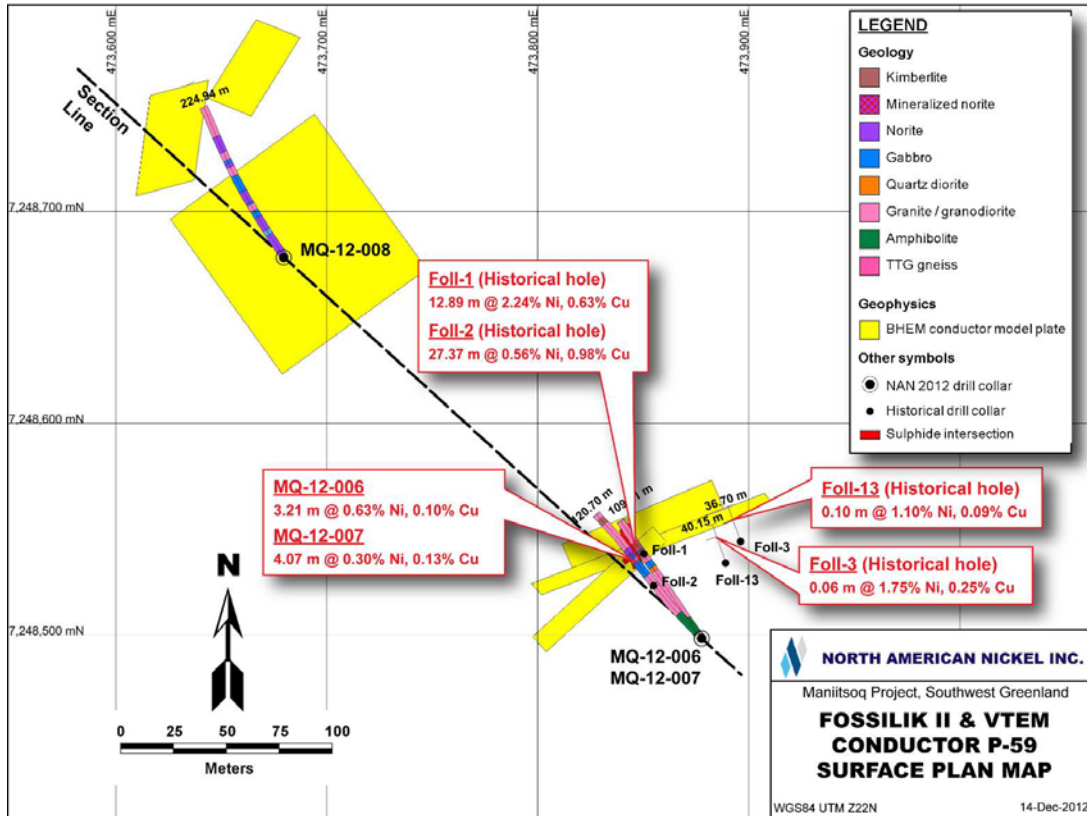 473,600 mE
473,700 mE
473,800 mE
473,900 mE
7,248,700 mN
7,248,600 mN
7,248,500 mN
Section
Line
224.94 m
MQ-12-008
Foll-1 (Historical hole)
12.89 m @ 2.24% Ni, 0.63% Cu
Foll-2 (Historical hole)
27.37 m @ 0.56% Ni, 0.98% Cu
MQ-12-006
3.21 m @ 0.63% Ni, 0.10% Cu
MQ-12-007
4.07 m @ 0.30% Ni, 0.13% Cu
120.70 m
36.70 m
40.15 m
Foll-1
Foll-2
Foll-3
Foll-13
Foll-13 (Historical hole)
0.10 m @ 1.10% Ni, 0.09% Cu
Foll-3 (Historical hole)
0.06 m @ 1.75% Ni, 0.25% Cu
MQ-12-006
MQ-12-007
N
0 25 50 75 100
Meters
LEGEND
Geology
Kimberlite
Mineralized norite
Norite
Gabbro
Quartz diorite
Granite / granodiorite
Amphibolite
TTG gneiss
Geophysics
BHEM conductor model plate
Other symbols
NAN 2012 drill collar
Historical drill collar
Sulphide intersection
NORTH AMERICAN NICKEL INC.
Maniitsoq Project, Southwest Greenland
FOSSILIK II & VTEM
CONDUCTOR P-59
SURFACE PLAN MAP
WGS84 UTM Z22N 14-Dec-2012